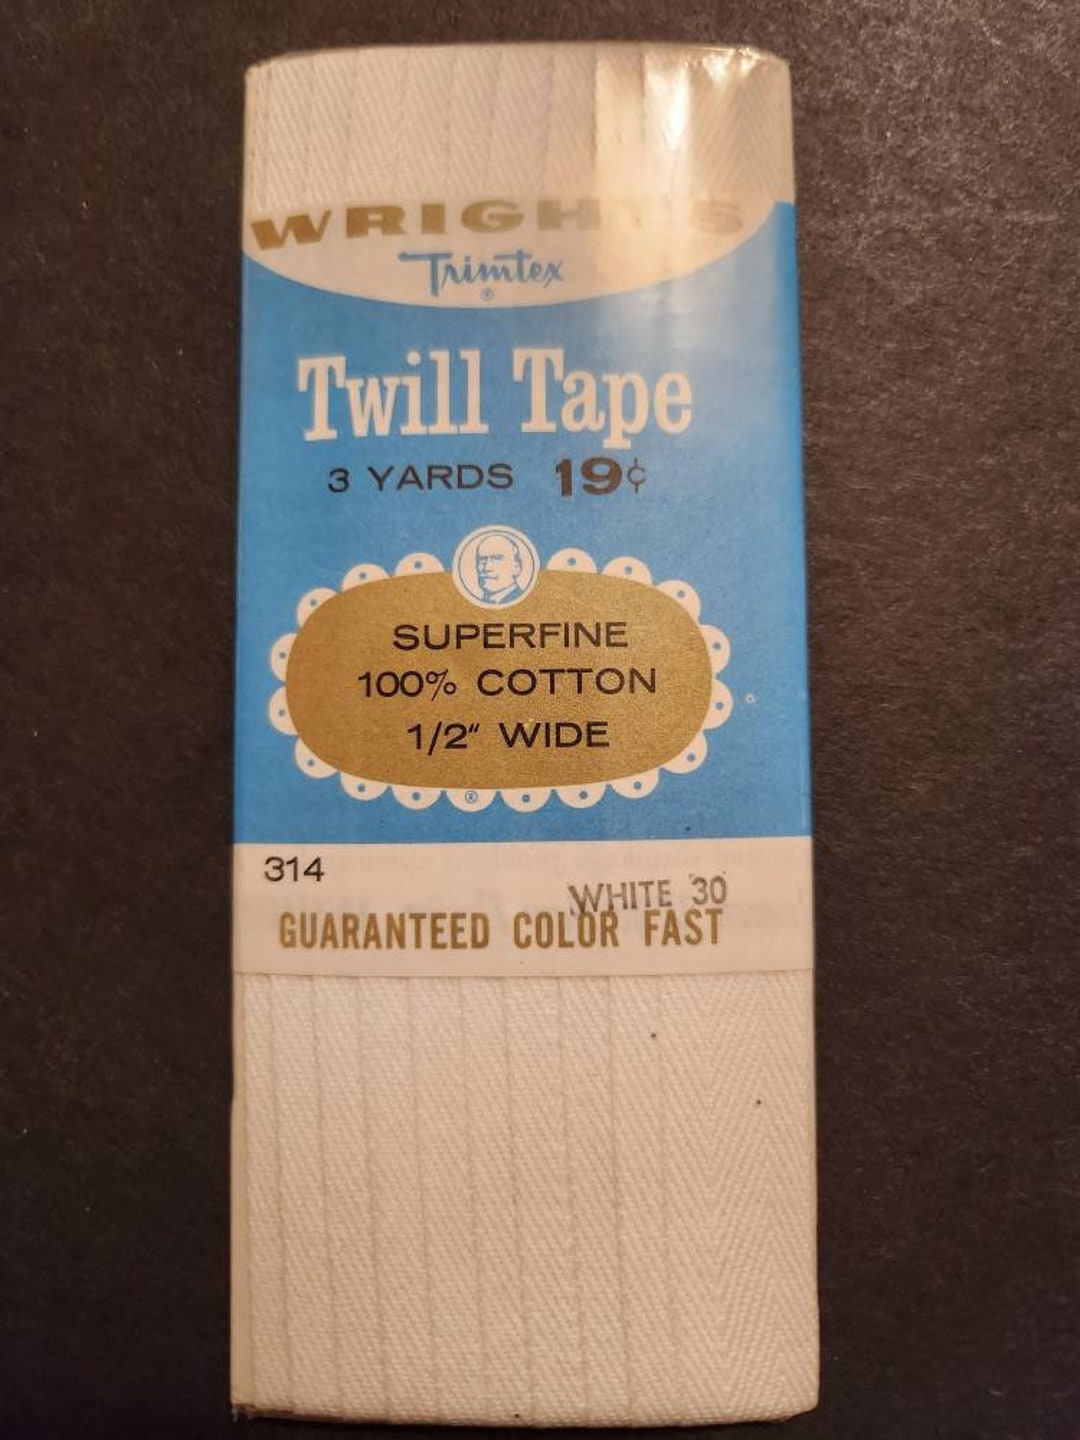 WRIGHTS
Trimtex
®
Twill Tape
3 YARDS 19¢
SUPERFINE
100% COTTON
1/2" WIDE
®
314
WHITE 30
GUARANTEED COLOR FAST